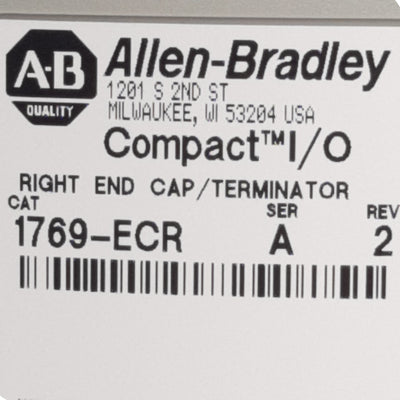 A-B
QUALITY
Allen-Bradley
1201 S 2ND ST
MILWAUKEE, WI 53204 USA
Compact™I/O
RIGHT END CAP/TERMINATOR
CAT SER REV
1769-ECR A 2